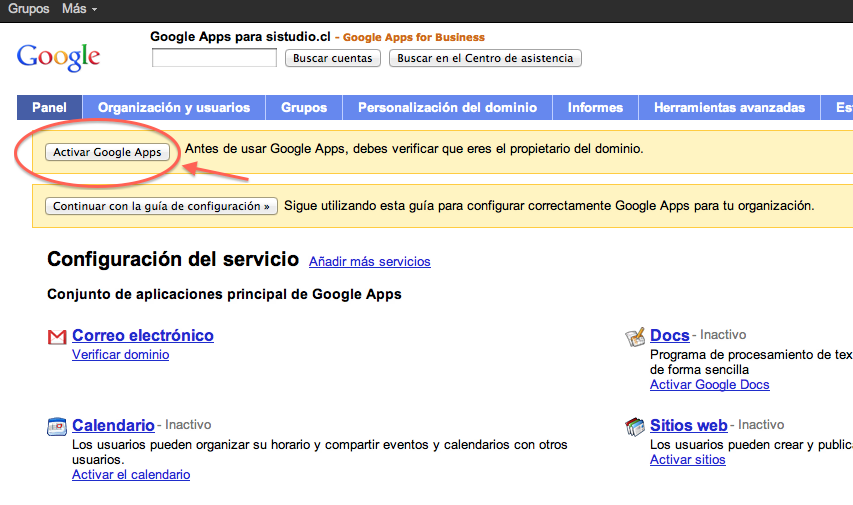 Grupos Más
Google Apps para sistudio.cl - Google Apps for Business
Google
Buscar cuentas Buscar en el Centro de asistencia
Panel Organización y usuarios Grupos Personalización del dominio Informes Herramientas avanzadas Es
Activar Google Apps Antes de usar Google Apps, debes verificar que eres el propietario del dominio.
Continuar con la guía de configuración » Sigue utilizando esta guía para configurar correctamente Google Apps para tu organización.
Configuración del servicio Añadir más servicios
Conjunto de aplicaciones principal de Google Apps
Correo electrónico
Verificar dominio
Docs - Inactivo
Programa de procesamiento de tex
de forma sencilla
Activar Google Docs
Calendario - Inactivo
Los usuarios pueden organizar su horario y compartir eventos y calendarios con otros
usuarios.
Activar el calendario
Sitios web - Inactivo
Los usuarios pueden crear y public
Activar sitios